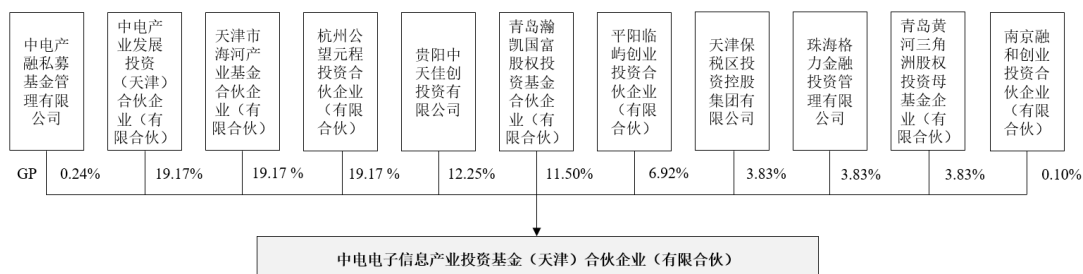 中电产
融私募
基金管
理有限
公司
中电产
业发展
投资
（天津）
合伙企
业（有
限合伙）
天津市
海河产
业基金
合伙企
业（有
限合伙）
杭州公
望元程
投资合
伙企业
（有限
合伙）
贵阳中
天佳创
投资有
限公司
青岛瀚
凯国富
股权投
资基金
合伙企
业（有
限合伙）
平阳临
屿创业
投资合
伙企业
（有限
合伙）
天津保
税区投
资控股
集团有
限公司
珠海格
力金融
投资管
理有限
公司
青岛黄
河三角
洲股权
投资母
基金企
业（有
限合伙）
南京融
和创业
投资合
伙企业
（有限
合伙）
GP 0.24% 19.17% 19.17 % 19.17 % 12.25% 11.50% 6.92% 3.83% 3.83% 3.83% 0.10%
中电电子信息产业投资基金（天津）合伙企业（有限合伙）